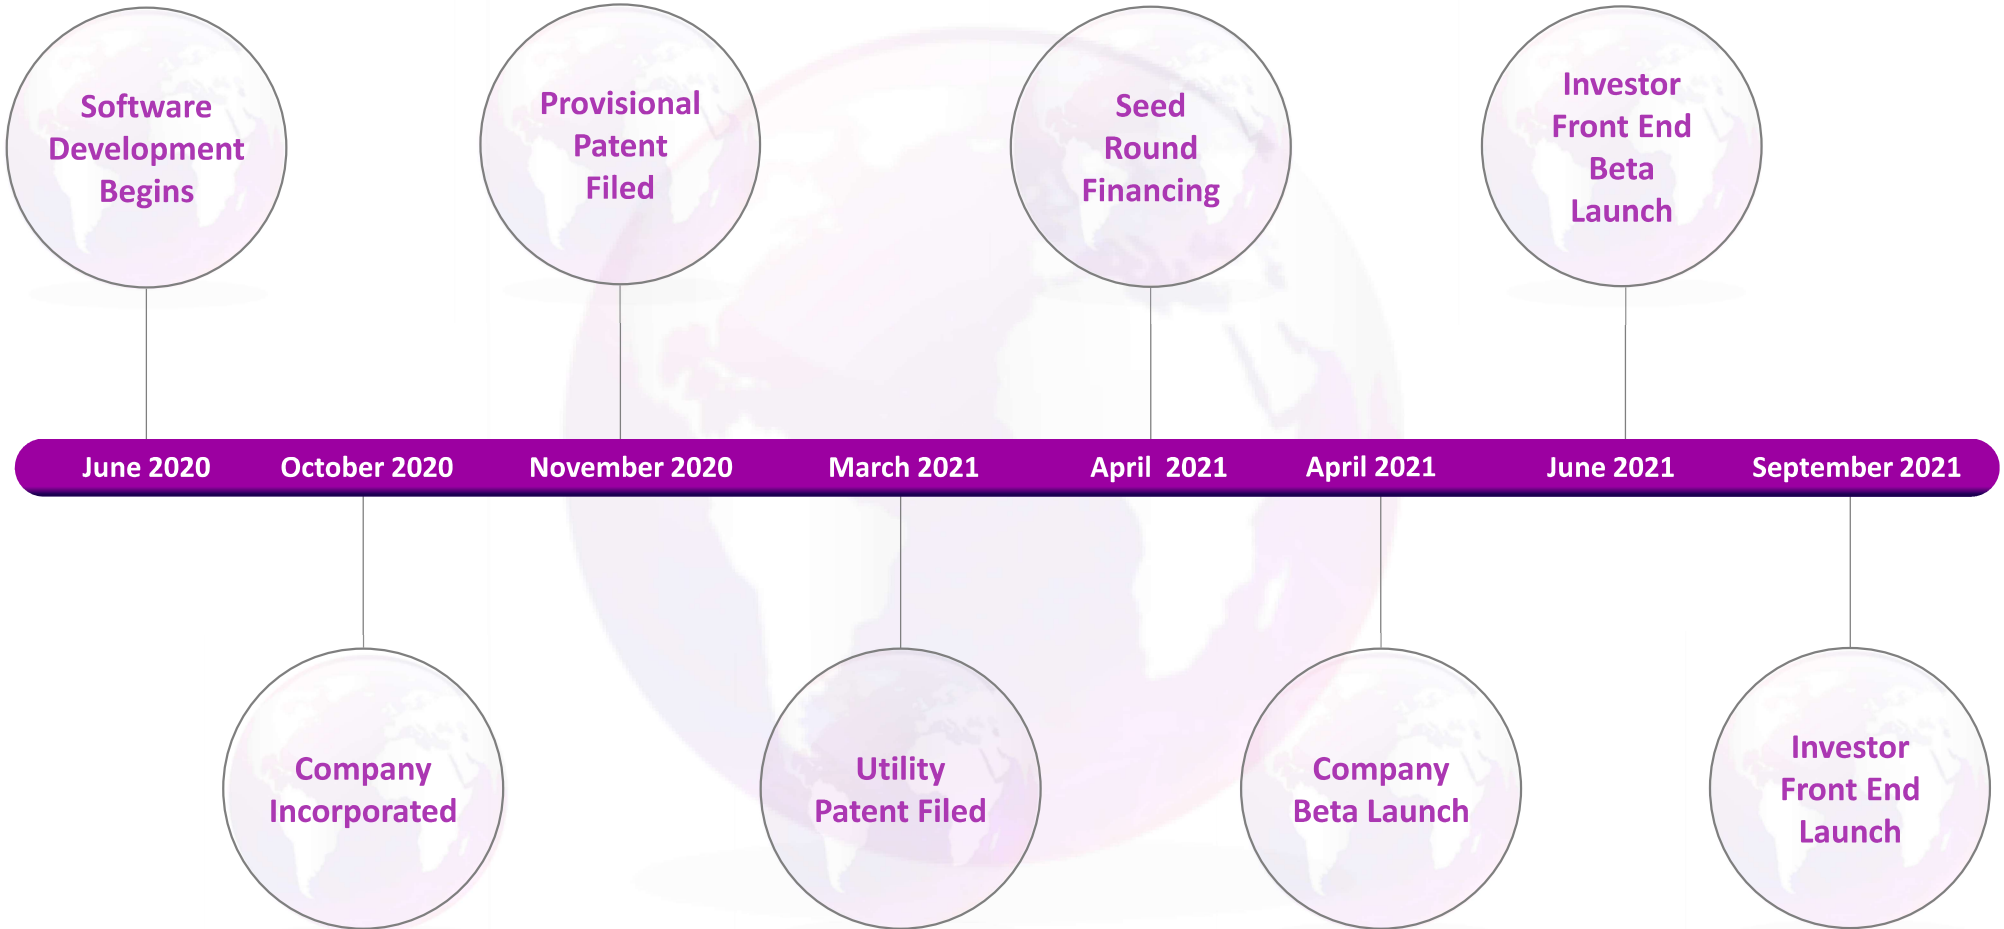 Software
Development
Begins
Provisional
Patent
Filed
Seed
Round
Financing
Investor
Front End
Beta
Launch
June 2020
October 2020
November 2020
March 2021
April  2021
April 2021
June 2021
September 2021
Company
Incorporated
Utility
Patent Filed
Company
Beta Launch
Investor
Front End
Launch